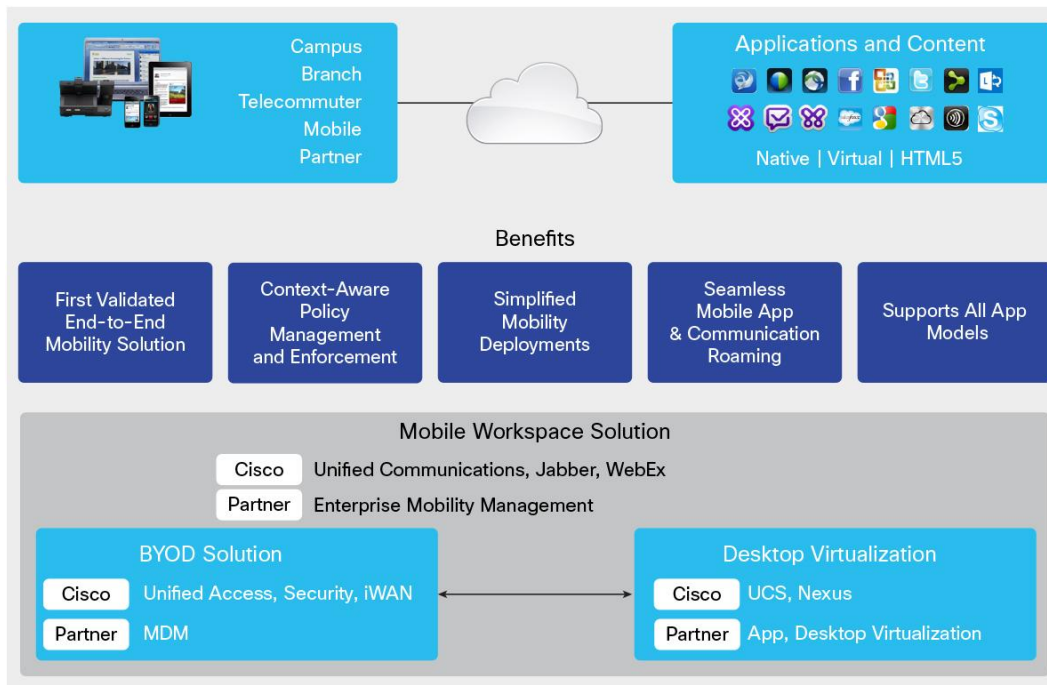 Campus
Branch
Telecommuter
Mobile
Partner
Applications and Content
Native | Virtual | HTML5
Benefits
First Validated
End-to-End
Mobility Solution
Context-Aware
Policy
Management
and Enforcement
Simplified
Mobility
Deployments
Seamless
Mobile App
& Communication
Roaming
Supports All App
Models
Mobile Workspace Solution
Cisco Unified Communications, Jabber, WebEx
Partner Enterprise Mobility Management
BYOD Solution
Cisco Unified Access, Security, iWAN
Partner MDM
Desktop Virtualization
Cisco UCS, Nexus
Partner App, Desktop Virtualization